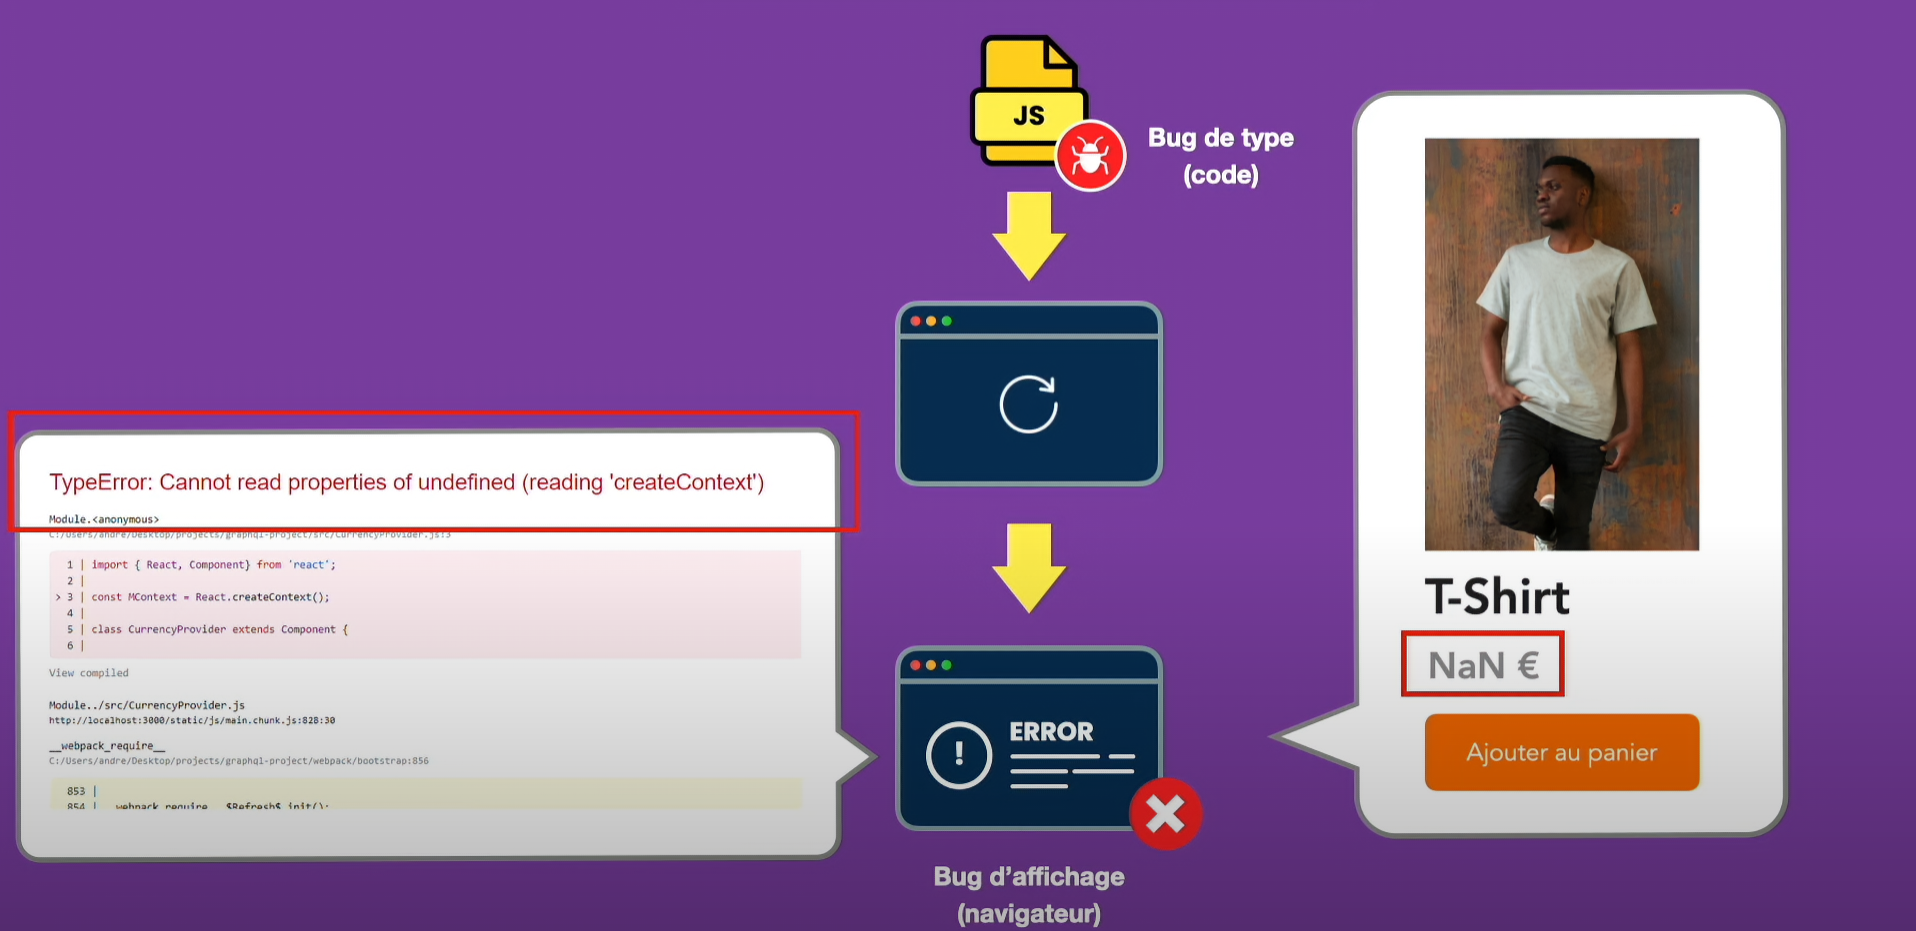 JS
Bug de type
(code)
TypeError: Cannot read properties of undefined (reading 'createContext')
Module.<anonymous>
C:/Users/andre/Desktop/projects/graphql-project/src/CurrencyProvider.js:3
1 | import { React, Component} from 'react';
2 |
> 3 | const MContext = React.createContext();
4 |
5 | class CurrencyProvider extends Component {
6 |
View compiled
Module../src/CurrencyProvider.js
http://localhost:3000/static/js/main.chunk.js:828:30
__webpack_require__
C:/Users/andre/Desktop/projects/graphql-project/webpack/bootstrap:856
853 |
854 | __webpack_require__.$Refresh$.init();
ERROR
Bug d'affichage
(navigateur)
T-Shirt
NaN €
Ajouter au panier